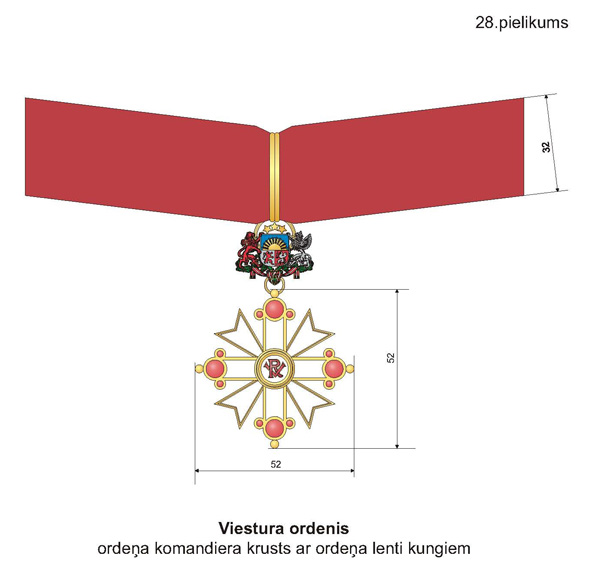 28.pielikums
32
52
52
Viestura ordenis
ordeņa komandiera krusts ar ordeņa lenti kungiem